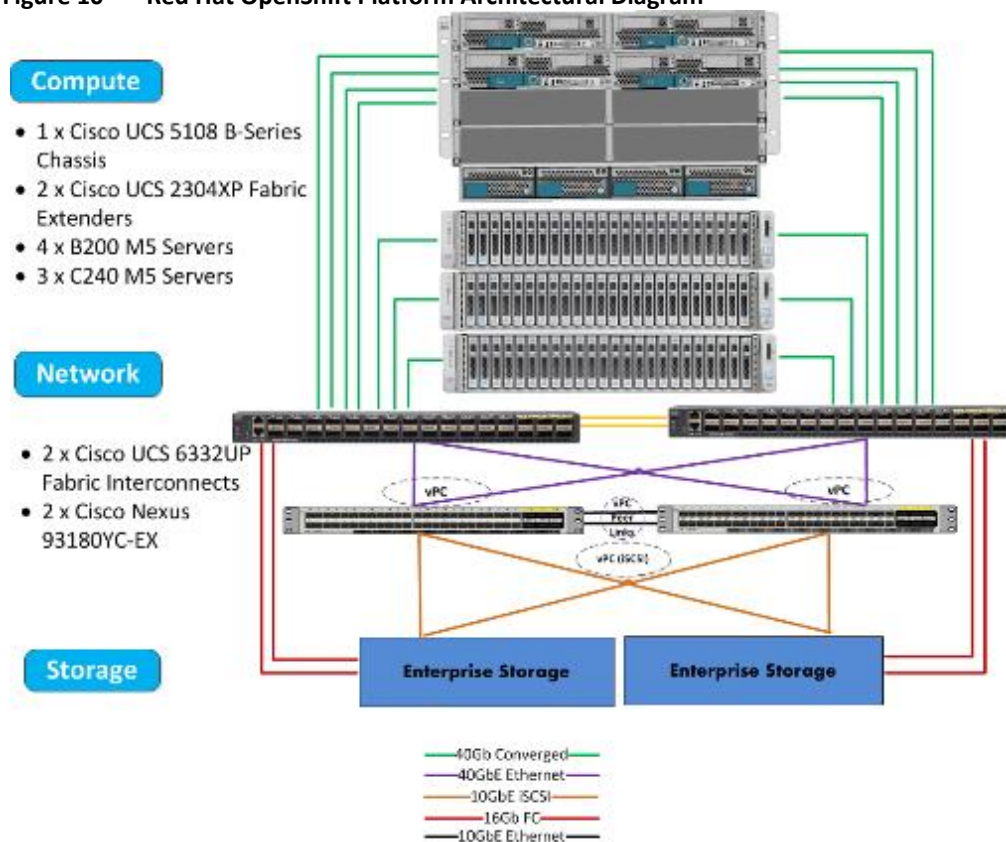 Figure 10 Red Hat OpenShift Platform Architectural Diagram
Compute
• 1 x Cisco UCS 5108 B-Series
Chassis
• 2 x Cisco UCS 2304XP Fabric
Extenders
• 4 x B200 M5 Servers
• 3 x C240 M5 Servers
Network
• 2 x Cisco UCS 6332UP
Fabric Interconnects
• 2 x Cisco Nexus
93180YC-EX
vPC
vPC
vPC
Peer
Links
vPC (iSCSI)
Storage
Enterprise Storage
Enterprise Storage
40Gb Converged
40GbE Ethernet
10GbE iSCSI
16Gb FC
10GbE Ethernet